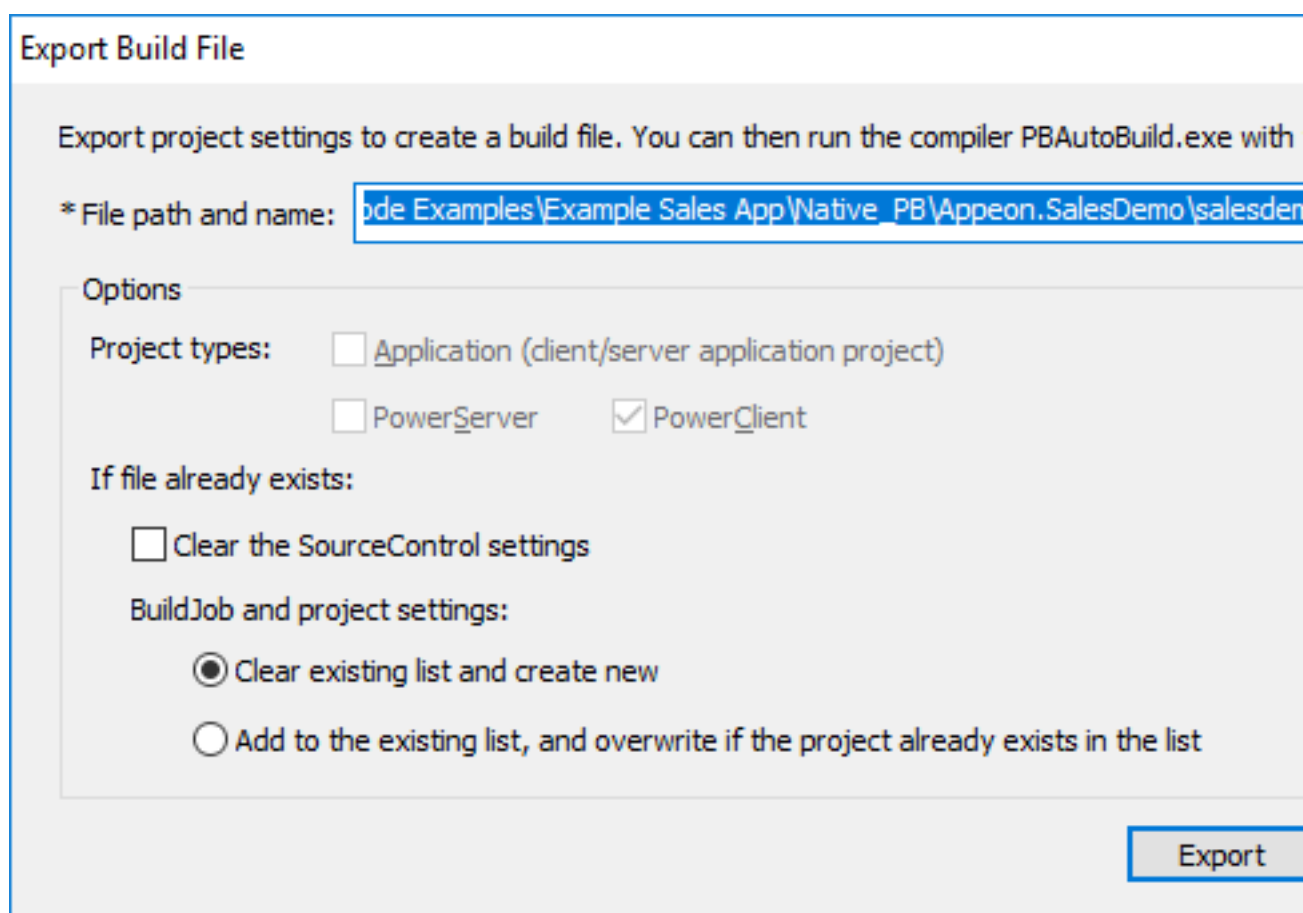 Export Build File
Export project settings to create a build file. You can then run the compiler PBAutoBuild.exe with
* File path and name: ode Examples\Example Sales App\Native_PB\Appeon.SalesDemo\salesdem
Options
Project types: Application (client/server application project)
PowerServer PowerClient
If file already exists:
Clear the SourceControl settings
BuildJob and project settings:
Clear existing list and create new
Add to the existing list, and overwrite if the project already exists in the list
Export